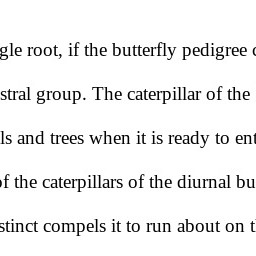 gle root, if the butterfly pedigree
stral group. The caterpillar of the
ls and trees when it is ready to ent
of the caterpillars of the diurnal bu
stinct compels it to run about on t